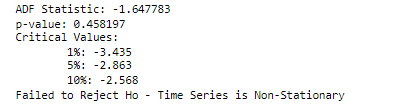 ADF Statistic: -1.647783
p-value: 0.458197
Critical Values:
1%: -3.435
5%: -2.863
10%: -2.568
Failed to Reject Ho - Time Series is Non-Stationary